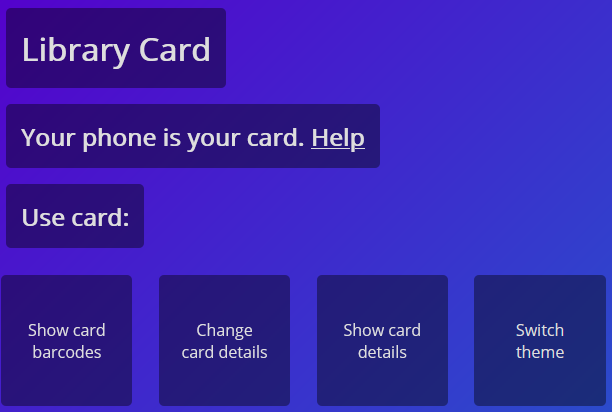 Library Card
Your phone is your card. Help
Use card:
Show card
barcodes
Change
card details
Show card
details
Switch
theme